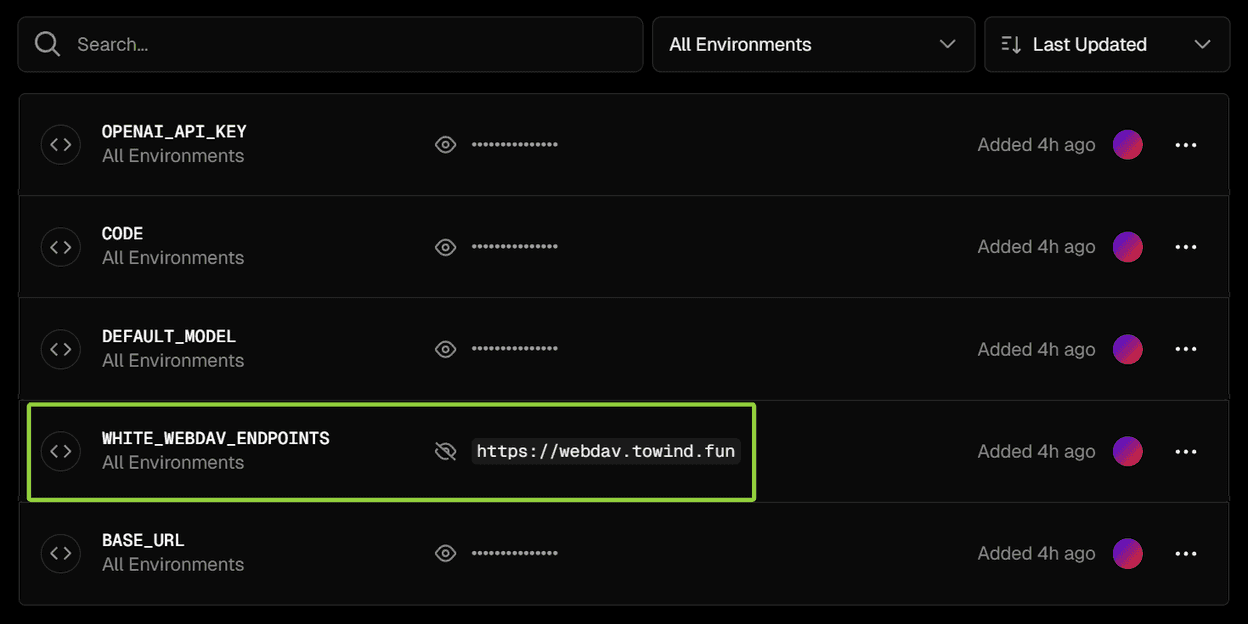 Search...
All Environments
Last Updated
OPENAI_API_KEY
All Environments
••••••••••••••
Added 4h ago
CODE
All Environments
••••••••••••••
Added 4h ago
DEFAULT_MODEL
All Environments
••••••••••••••
Added 4h ago
WHITE_WEBDAV_ENDPOINTS
All Environments
https://webdav.towind.fun
Added 4h ago
BASE_URL
All Environments
••••••••••••••
Added 4h ago